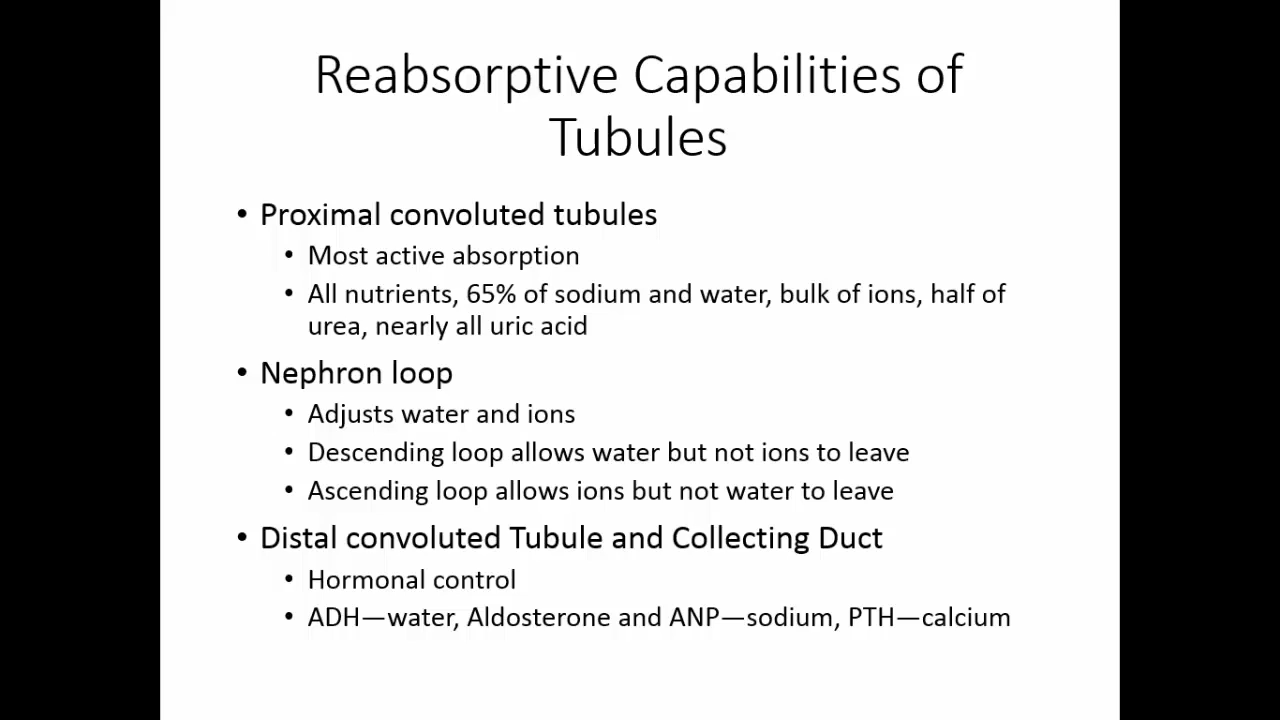 Reabsorptive Capabilities of
Tubules
• Proximal convoluted tubules
• Most active absorption
• All nutrients, 65% of sodium and water, bulk of ions, half of
urea, nearly all uric acid
• Nephron loop
• Adjusts water and ions
• Descending loop allows water but not ions to leave
• Ascending loop allows ions but not water to leave
• Distal convoluted Tubule and Collecting Duct
• Hormonal control
• ADH—water, Aldosterone and ANP—sodium, PTH—calcium